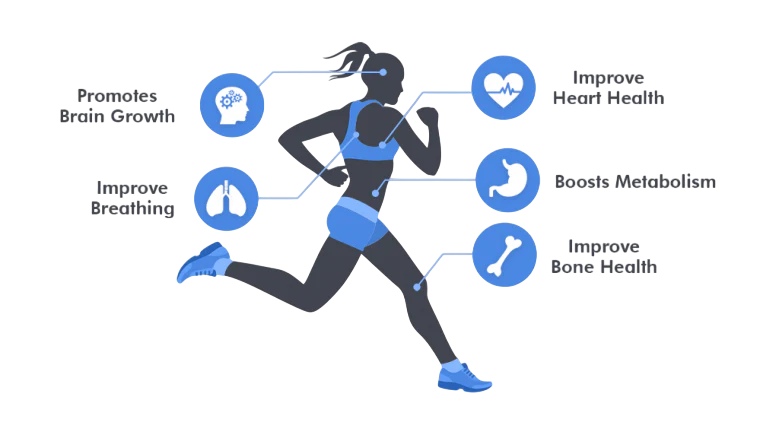 Promotes
Brain Growth
Improve
Breathing
Improve
Heart Health
Boosts Metabolism
Improve
Bone Health